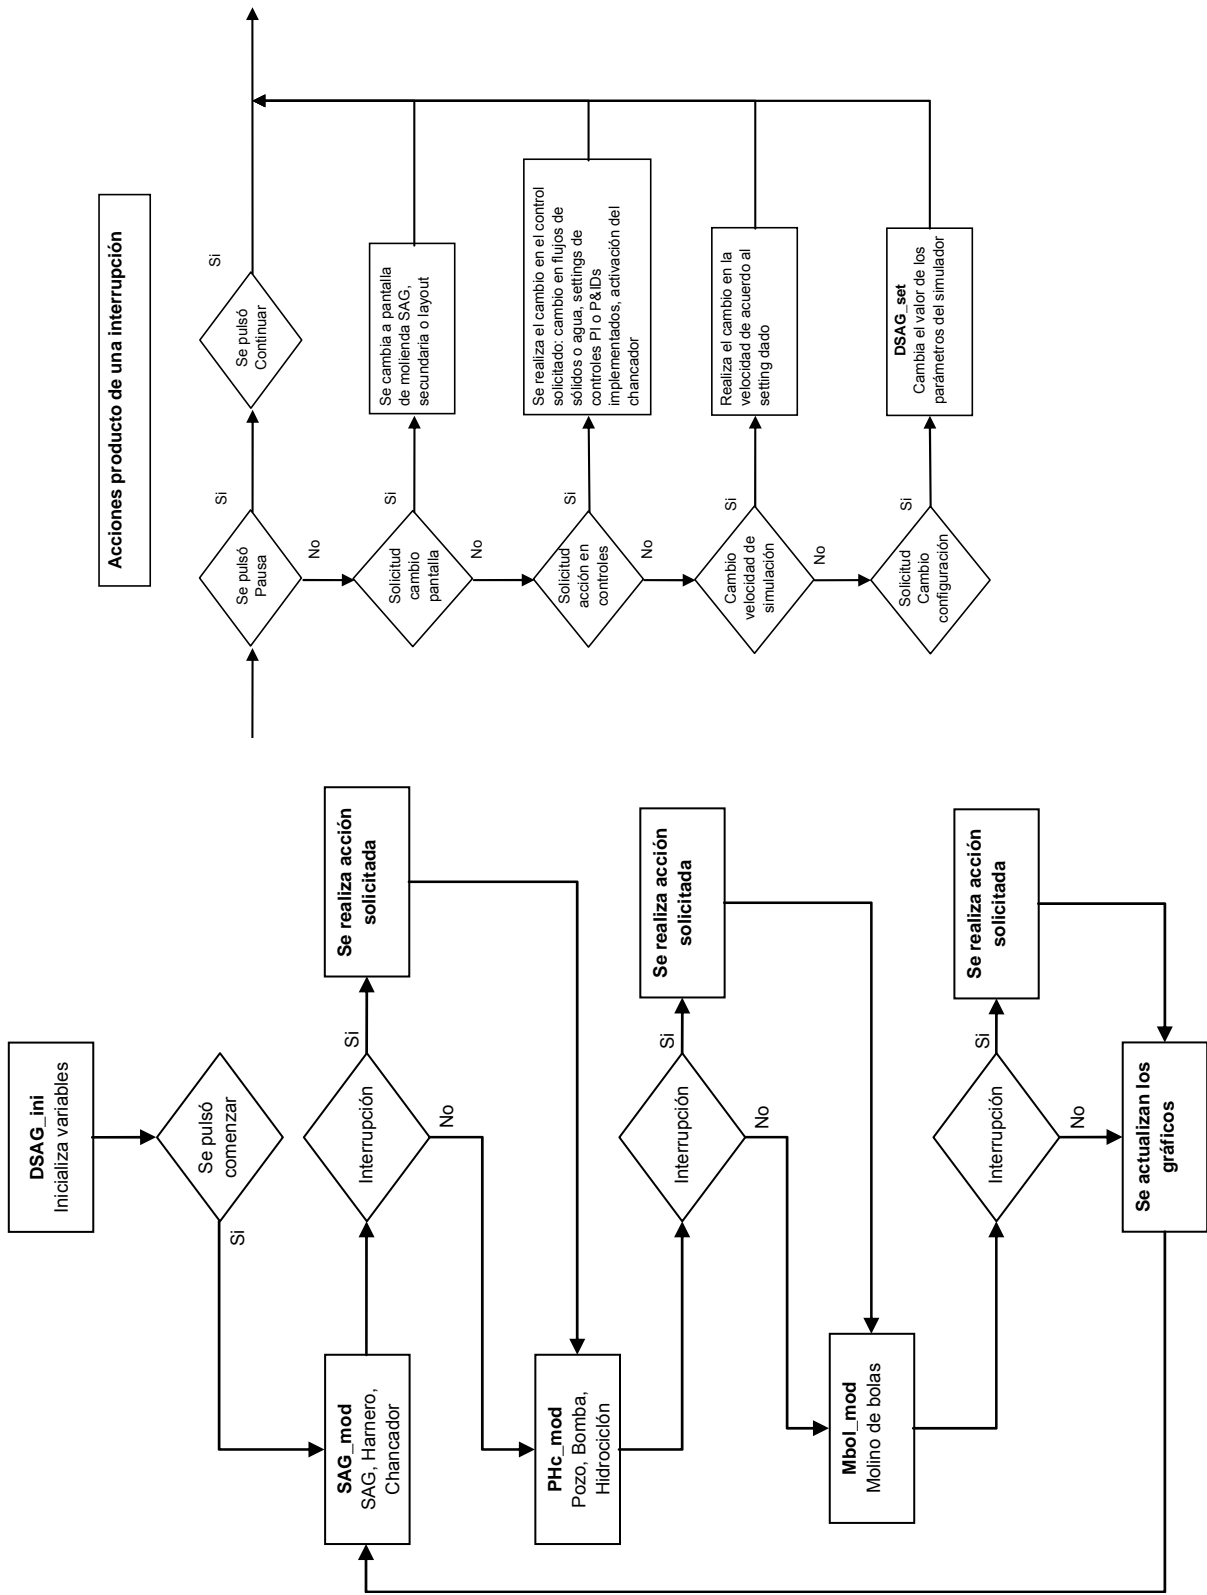 DSAG_ini
Inicializa variables
Se pulsó
comenzar
Si
SAG_mod
SAG, Harnero,
Chancador
Interrupción
Si
No
Se realiza acción
solicitada
PHc_mod
Pozo, Bomba,
Hidrociclón
Interrupción
Si
No
Se realiza acción
solicitada
Mbol_mod
Molino de bolas
Interrupción
Si
No
Se realiza acción
solicitada
Se actualizan los
gráficos
Acciones producto de una interrupción
Se pulsó
Pausa
Si
No
Se pulsó
Continuar
Si
Solicitud
cambio
pantalla
Si
No
Se cambia a pantalla
de molienda SAG,
secundaria o layout
Solicitud
acción en
controles
Si
No
Se realiza el cambio en el control
solicitado: cambio en flujos de
sólidos o agua, settings de
controles PI o P&IDs
implementados, activación del
chancador
Cambio
velocidad de
simulación
Si
No
Realiza el cambio en la
velocidad de acuerdo al
setting dado
Solicitud
Cambio
configuración
Si
DSAG_set
Cambia el valor de los
parámetros del simulador